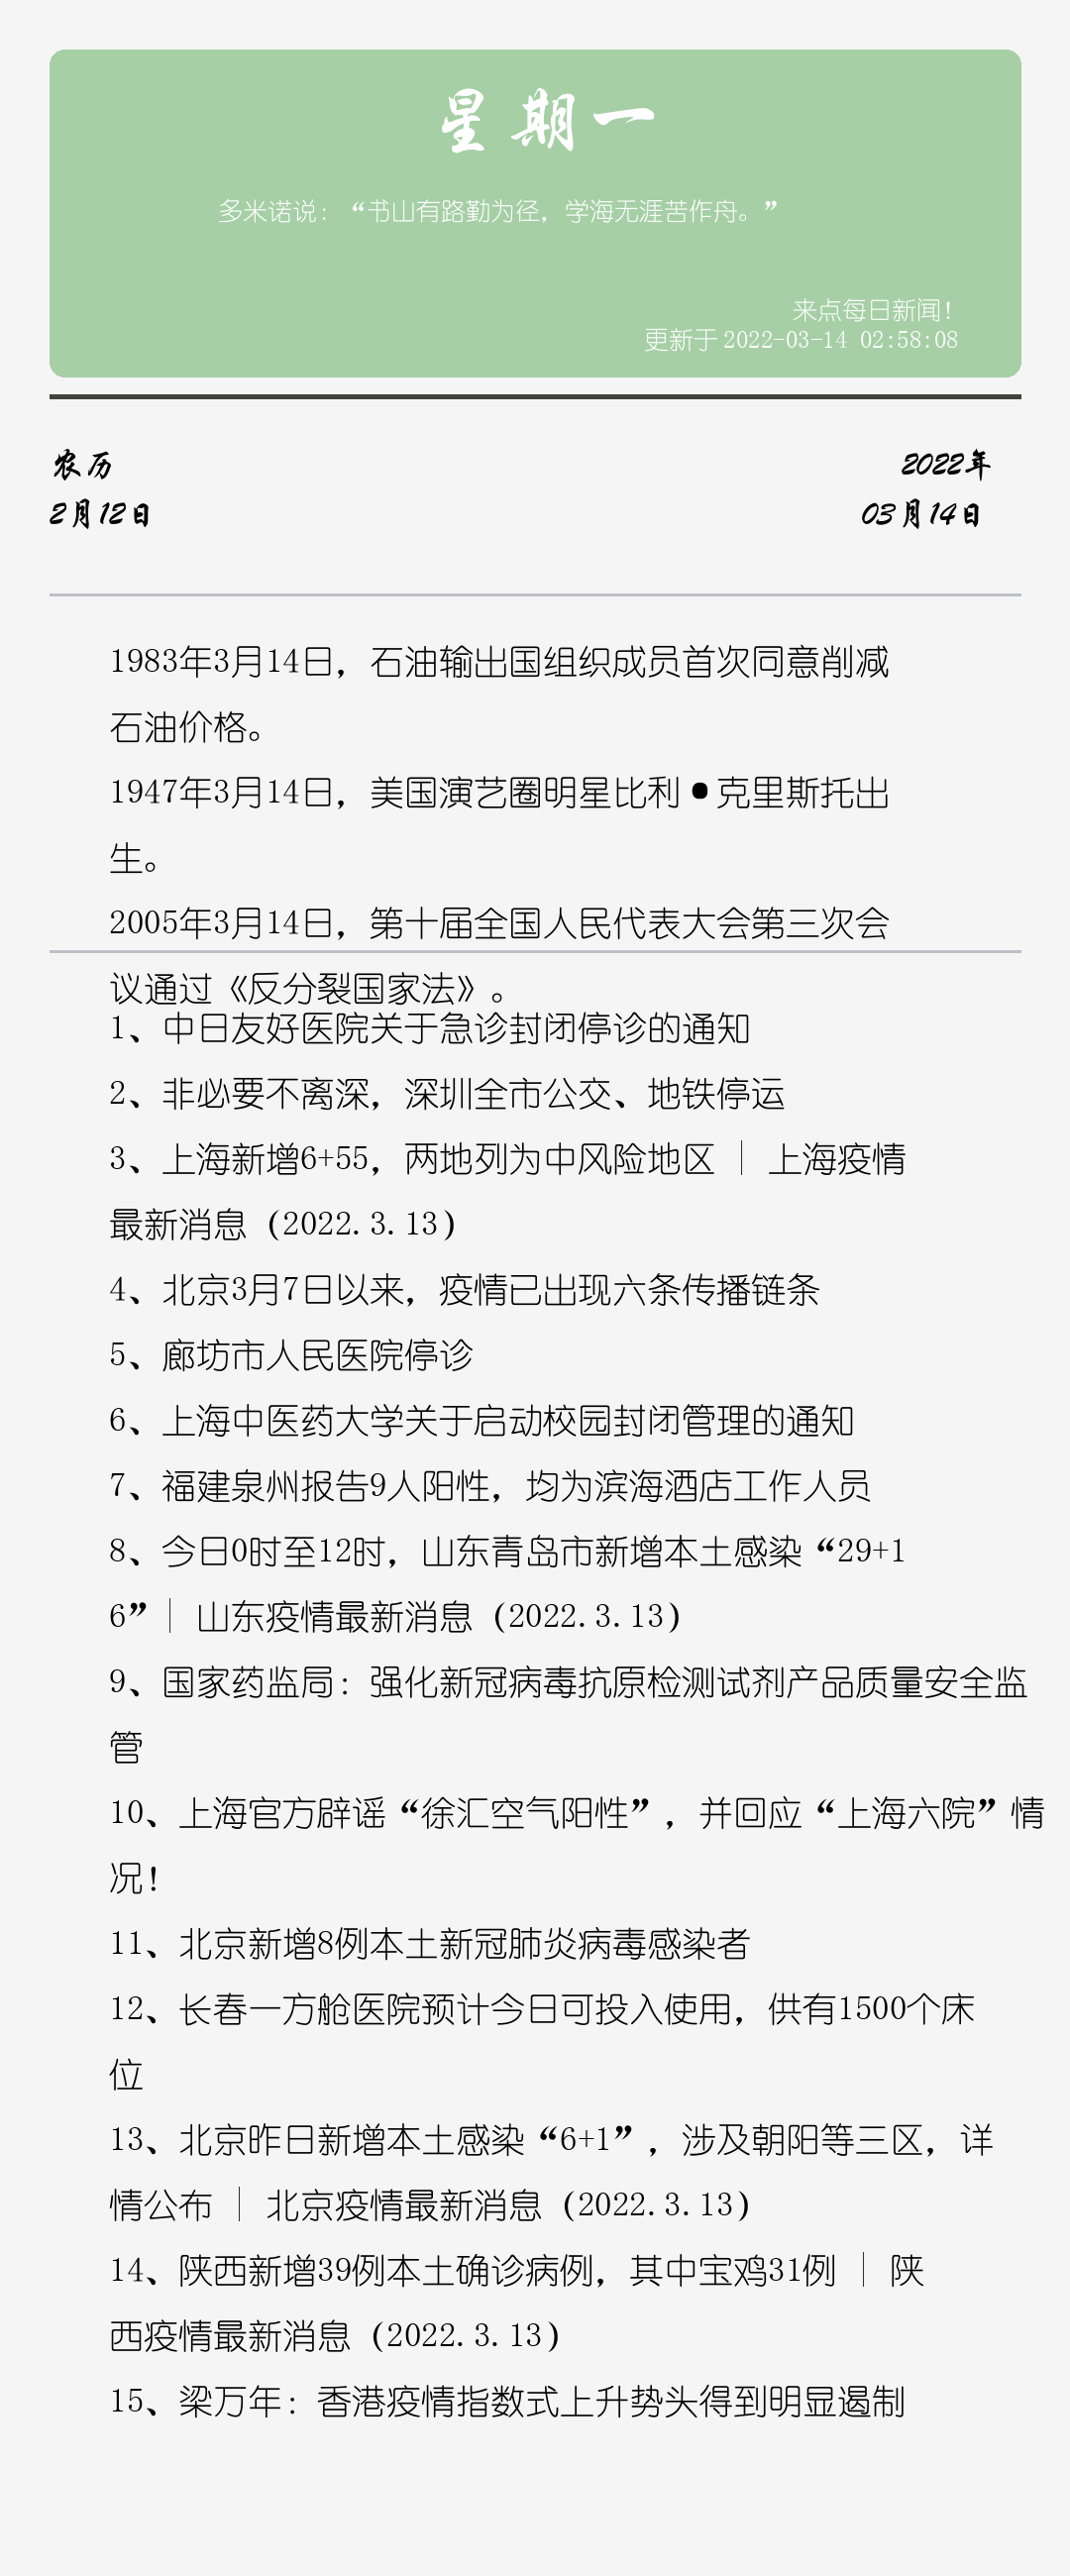 星期一
多米诺说：“书山有路勤为径，学海无涯苦作舟。”
来点每日新闻！
更新于 2022-03-14 02:58:08
农历
2月12日
2022年
03月14日
1983年3月14日，石油输出国组织成员首次同意削减
石油价格。
1947年3月14日，美国演艺圈明星比利•克里斯托出
生。
2005年3月14日，第十届全国人民代表大会第三次会
议通过《反分裂国家法》。
1、中日友好医院关于急诊封闭停诊的通知
2、非必要不离深，深圳全市公交、地铁停运
3、上海新增6+55，两地列为中风险地区 | 上海疫情
最新消息（2022.3.13）
4、北京3月7日以来，疫情已出现六条传播链条
5、廊坊市人民医院停诊
6、上海中医药大学关于启动校园封闭管理的通知
7、福建泉州报告9人阳性，均为滨海酒店工作人员
8、今日0时至12时，山东青岛市新增本土感染“29+1
6”| 山东疫情最新消息（2022.3.13）
9、国家药监局：强化新冠病毒抗原检测试剂产品质量安全监
管
10、上海官方辟谣“徐汇空气阳性”，并回应“上海六院”情
况！
11、北京新增8例本土新冠肺炎病毒感染者
12、长春一方舱医院预计今日可投入使用，供有1500个床
位
13、北京昨日新增本土感染“6+1”，涉及朝阳等三区，详
情公布 | 北京疫情最新消息（2022.3.13）
14、陕西新增39例本土确诊病例，其中宝鸡31例 | 陕
西疫情最新消息（2022.3.13）
15、梁万年：香港疫情指数式上升势头得到明显遏制